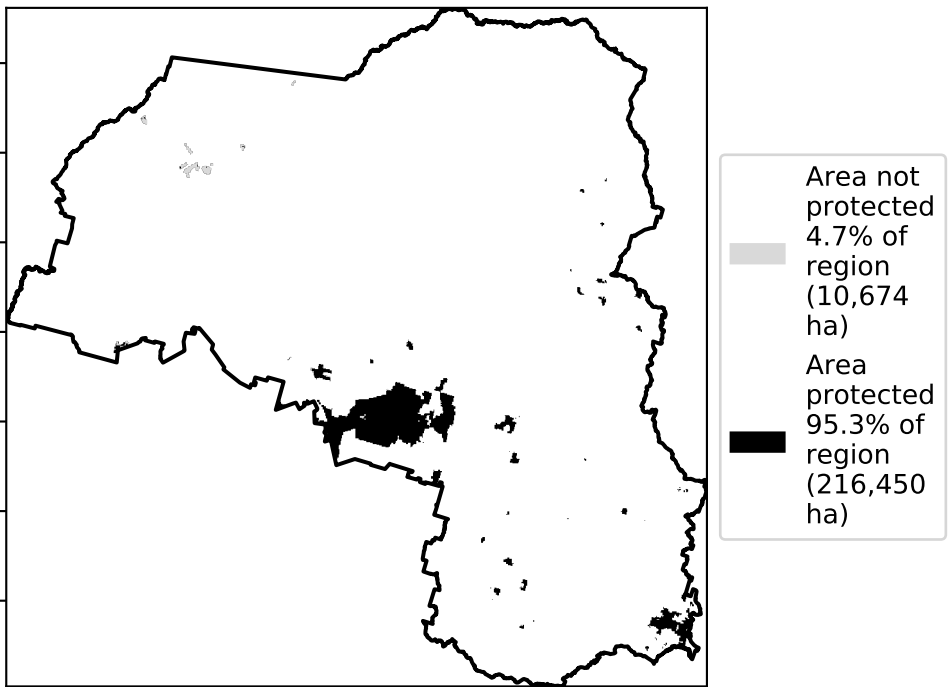 Area not
protected
4.7% of
region
(10,674
ha)
Area
protected
95.3% of
region
(216,450
ha)